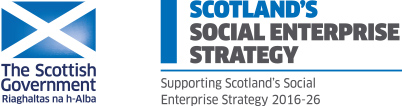 The Scottish
Government
Riaghaltas na h-Alba
SCOTLAND'S
SOCIAL ENTERPRISE
STRATEGY
Supporting Scotland's Social
Enterprise Strategy 2016-26